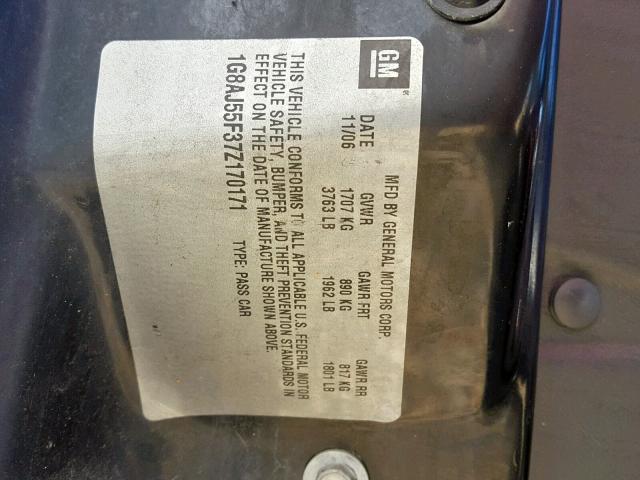 GM
MFD BY GENERAL MOTORS CORP.
DATE GVWR GAWR FRT GAWR RR
11/06 1707 KG 890 KG 817 KG
3763 LB 1962 LB 1801 LB
THIS VEHICLE CONFORMS TO ALL APPLICABLE U.S. FEDERAL MOTOR
VEHICLE SAFETY, BUMPER, AND THEFT PREVENTION STANDARDS IN
EFFECT ON THE DATE OF MANUFACTURE SHOWN ABOVE.
1G8AJ55F37Z170171 TYPE: PASS CAR